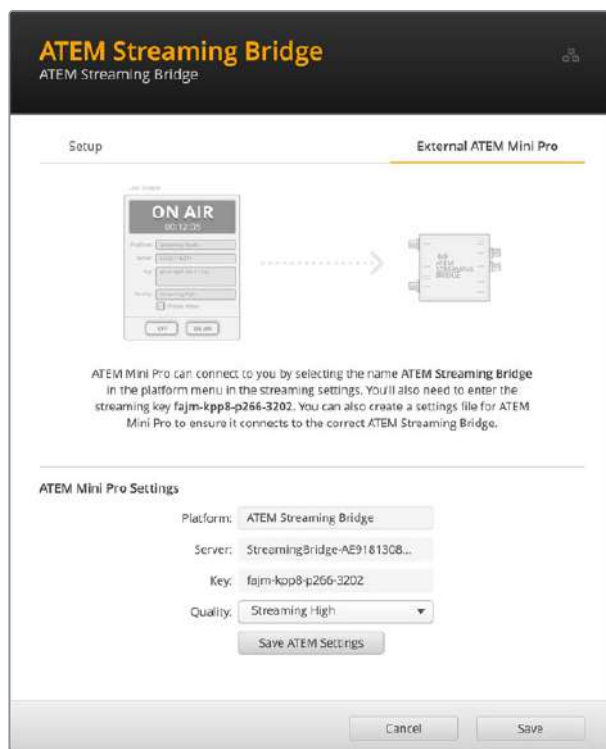 ATEM Streaming Bridge
ATEM Streaming Bridge
Setup
External ATEM Mini Pro
ON AIR
00:12:35
ATEM
STREAMING
BRIDGE
ATEM Mini Pro can connect to you by selecting the name ATEM Streaming Bridge
in the platform menu in the streaming settings. You'll also need to enter the
streaming key fajm-kpp8-p266-3202. You can also create a settings file for ATEM
Mini Pro to ensure it connects to the correct ATEM Streaming Bridge.
ATEM Mini Pro Settings
Platform: ATEM Streaming Bridge
Server: StreamingBridge-AE9181308...
Key: fajm-kpp8-p266-3202
Quality: Streaming High
Save ATEM Settings
Cancel
Save